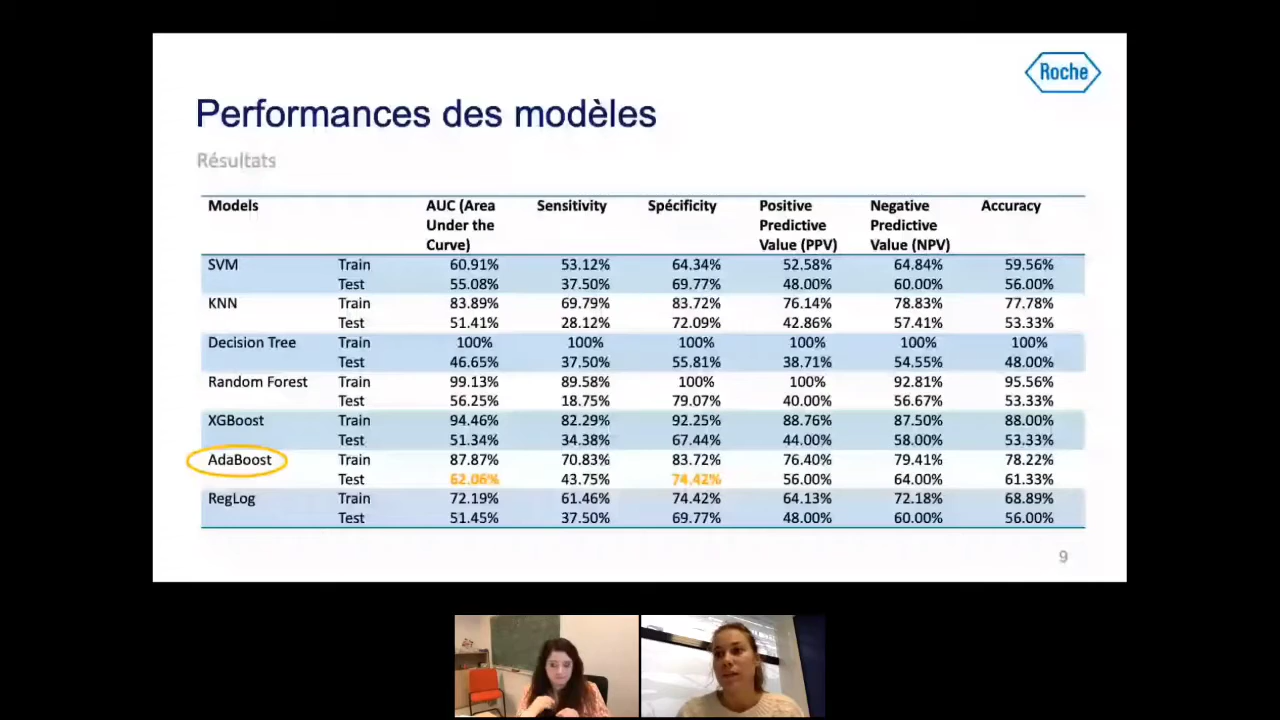 Roche
Performances des modèles
Résultats
Models AUC (Area Under the Curve) Sensitivity Spécificity Positive Predictive Value (PPV) Negative Predictive Value (NPV) Accuracy
SVM Train 60.91% 53.12% 64.34% 52.58% 64.84% 59.56%
Test 55.08% 37.50% 69.77% 48.00% 60.00% 56.00%
KNN Train 83.89% 69.79% 83.72% 76.14% 78.83% 77.78%
Test 51.41% 28.12% 72.09% 42.86% 57.41% 53.33%
Decision Tree Train 100% 100% 100% 100% 100% 100%
Test 46.65% 37.50% 55.81% 38.71% 54.55% 48.00%
Random Forest Train 99.13% 89.58% 100% 100% 92.81% 95.56%
Test 56.25% 18.75% 79.07% 40.00% 56.67% 53.33%
XGBoost Train 94.46% 82.29% 92.25% 88.76% 87.50% 88.00%
Test 51.34% 34.38% 67.44% 44.00% 58.00% 53.33%
AdaBoost Train 87.87% 70.83% 83.72% 76.40% 79.41% 78.22%
Test 62.06% 43.75% 74.42% 56.00% 64.00% 61.33%
RegLog Train 72.19% 61.46% 74.42% 64.13% 72.18% 68.89%
Test 51.45% 37.50% 69.77% 48.00% 60.00% 56.00%
9